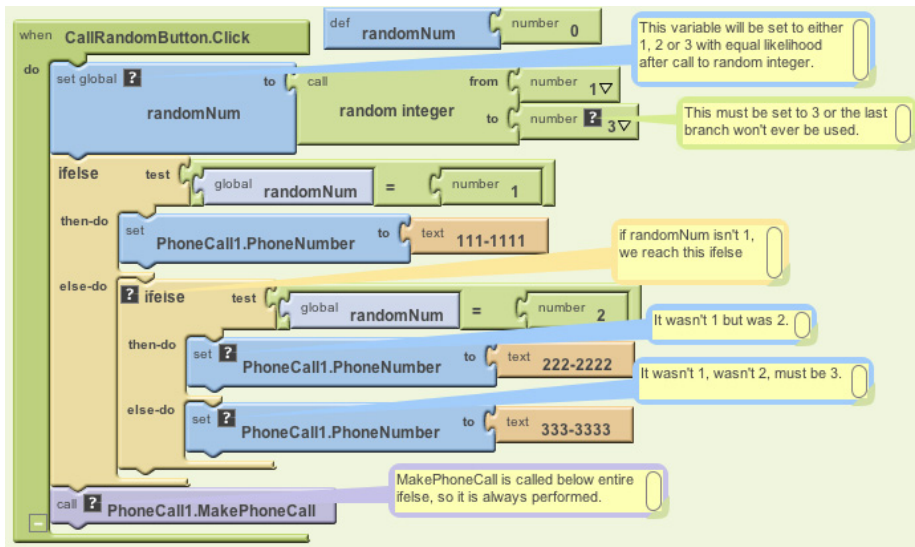 when CallRandomButton.Click
def randomNum number 0
This variable will be set to either
1, 2 or 3 with equal likelihood
after call to random integer.
do
set global ? to call from number 1
randomNum random integer
to number ? 3
This must be set to 3 or the last
branch won't ever be used.
ifelse test global randomNum = number 1
then-do set PhoneCall1.PhoneNumber to text 111-1111
if randomNum isn't 1,
we reach this ifelse
else-do ? ifelse test global randomNum = number 2
It wasn't 1 but was 2.
then-do set ? PhoneCall1.PhoneNumber to text 222-2222
It wasn't 1, wasn't 2, must be 3.
else-do set ? PhoneCall1.PhoneNumber to text 333-3333
MakePhoneCall is called below entire
ifelse, so it is always performed.
call ? PhoneCall1.MakePhoneCall